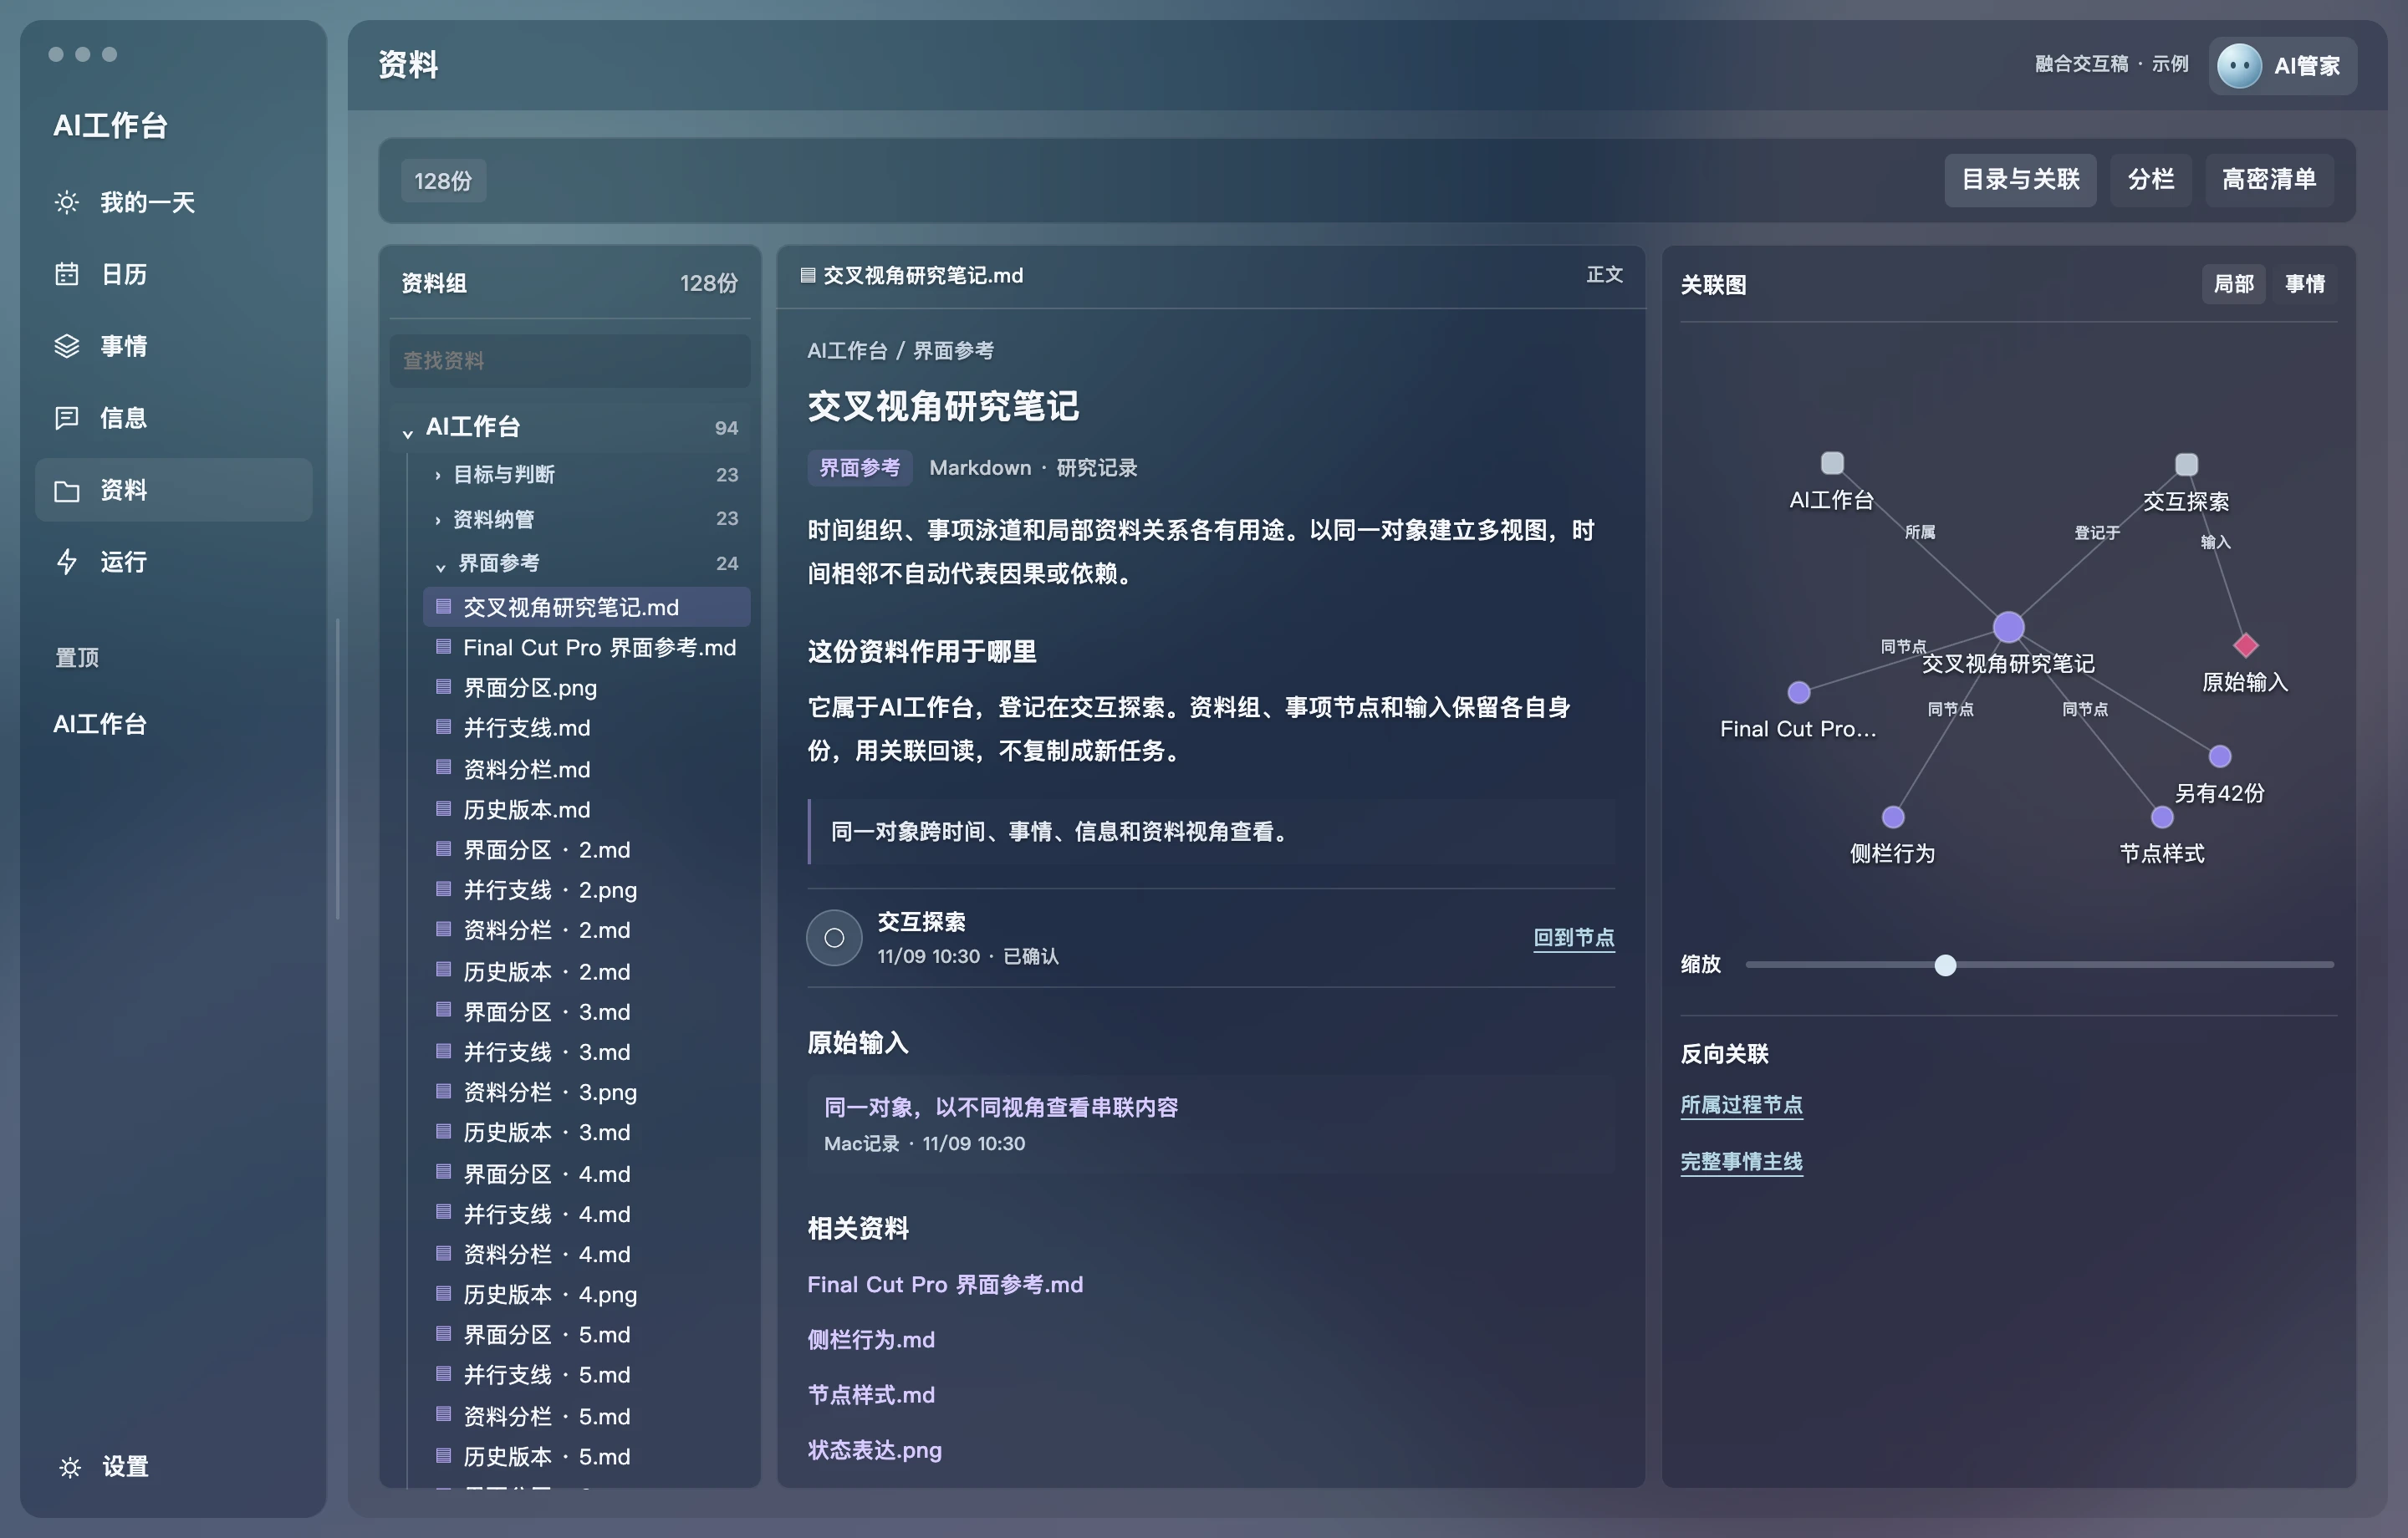 AI工作台
我的一天
日历
事情
信息
资料
运行
置顶
AI工作台
设置
资料
融合交互稿 · 示例
AI管家
128份
目录与关联
分栏
高密清单
资料组
128份
查找资料
AI工作台
94
目标与判断
23
资料纳管
23
界面参考
24
交叉视角研究笔记.md
Final Cut Pro 界面参考.md
界面分区.png
并行支线.md
资料分栏.md
历史版本.md
界面分区 · 2.md
并行支线 · 2.png
资料分栏 · 2.md
历史版本 · 2.md
界面分区 · 3.md
并行支线 · 3.md
资料分栏 · 3.png
历史版本 · 3.md
界面分区 · 4.md
并行支线 · 4.md
资料分栏 · 4.md
历史版本 · 4.png
界面分区 · 5.md
并行支线 · 5.md
资料分栏 · 5.md
历史版本 · 5.md
交叉视角研究笔记.md
正文
AI工作台 / 界面参考
交叉视角研究笔记
界面参考
Markdown · 研究记录
时间组织、事项泳道和局部资料关系各有用途。以同一对象建立多视图，时
间相邻不自动代表因果或依赖。
这份资料作用于哪里
它属于AI工作台，登记在交互探索。资料组、事项节点和输入保留各自身
份，用关联回读，不复制成新任务。
同一对象跨时间、事情、信息和资料视角查看。
交互探索
11/09 10:30 · 已确认
回到节点
原始输入
同一对象，以不同视角查看串联内容
Mac记录 · 11/09 10:30
相关资料
Final Cut Pro 界面参考.md
侧栏行为.md
节点样式.md
状态表达.png
关联图
局部
事情
AI工作台
交互探索
所属
登记于
输入
同节点
交叉视角研究笔记
原始输入
Final Cut Pro…
同节点
同节点
另有42份
侧栏行为
节点样式
缩放
反向关联
所属过程节点
完整事情主线